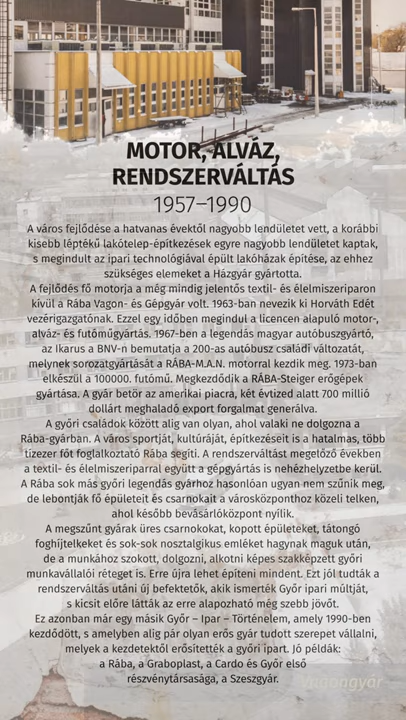 MOTOR, ALVÁZ,
RENDSZERVÁLTÁS
1957–1990
A város fejlődése a hatvanas évektől nagyobb lendületet vett, a korábbi
kisebb léptékű lakótelep-építkezések egyre nagyobb lendületet kaptak,
s megindult az ipari technológiával épült lakóházak építése, az ehhez
szükséges elemeket a Házgyár gyártotta.
A fejlődés fő motorja a még mindig jelentős textil- és élelmiszeriparon
kívül a Rába Vagon- és Gépgyár volt. 1963-ban nevezik ki Horváth Edét
vezérigazgatónak. Ezzel egy időben megindul a licencen alapuló motor-,
alváz- és futóműgyártás. 1967-ben a legendás magyar autóbuszgyártó,
az Ikarus a BNV-n bemutatja a 200-as autóbusz családi változatát,
melynek sorozatgyártását a RÁBA-M.A.N. motorral kezdik meg. 1973-ban
elkészül a 100000. futómű. Megkezdődik a RÁBA-Steiger erőgépek
gyártása. A gyár betör az amerikai piacra, két évtized alatt 700 millió
dollárt meghaladó export forgalmat generálva.
A győri családok között alig van olyan, ahol valaki ne dolgozna a
Rába-gyárban. A város sportját, kultúráját, építkezéseit is a hatalmas, több
tízezer főt foglalkoztató Rába segíti. A rendszerváltást megelőző években
a textil- és élelmiszeriparral együtt a gépgyártás is nehézhelyzetbe kerül.
A Rába sok más győri legendás gyárhoz hasonlóan ugyan nem szűnik meg,
de lebontják fő épületeit és csarnokait a városközponthoz közeli telken,
ahol később bevásárlóközpont nyílik.
A megszűnt gyárak üres csarnokokat, kopott épületeket, tátongó
foghíjtelkeket és sok-sok nosztalgikus emléket hagynak maguk után,
de a munkához szokott, dolgozni, alkotni képes szakképzett győri
munkavállalói réteget is. Erre újra lehet építeni mindent. Ezt jól tudták a
rendszerváltás utáni új befektetők, akik ismerték Győr ipari múltját,
s kicsit előre látták az erre alapozható még szebb jövőt.
Ez azonban már egy másik Győr – Ipar – Történelem, amely 1990-ben
kezdődött, s amelyben alig pár olyan erős gyár tudott szerepet vállalni,
melyek a kezdetektől erősítették a győri ipart. Jó példák:
a Rába, a Graboplast, a Cardo és Győr első
részvénytársasága, a Szeszgyár.
Vagongyár